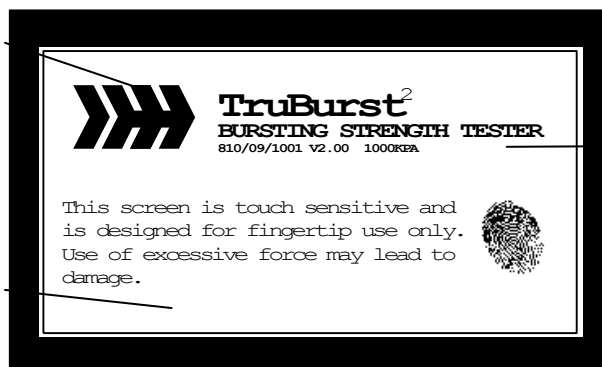 TruBurst²
BURSTING STRENGTH TESTER
810/09/1001 V2.00 1000KPA
This screen is touch sensitive and
is designed for fingertip use only.
Use of excessive force may lead to
damage.